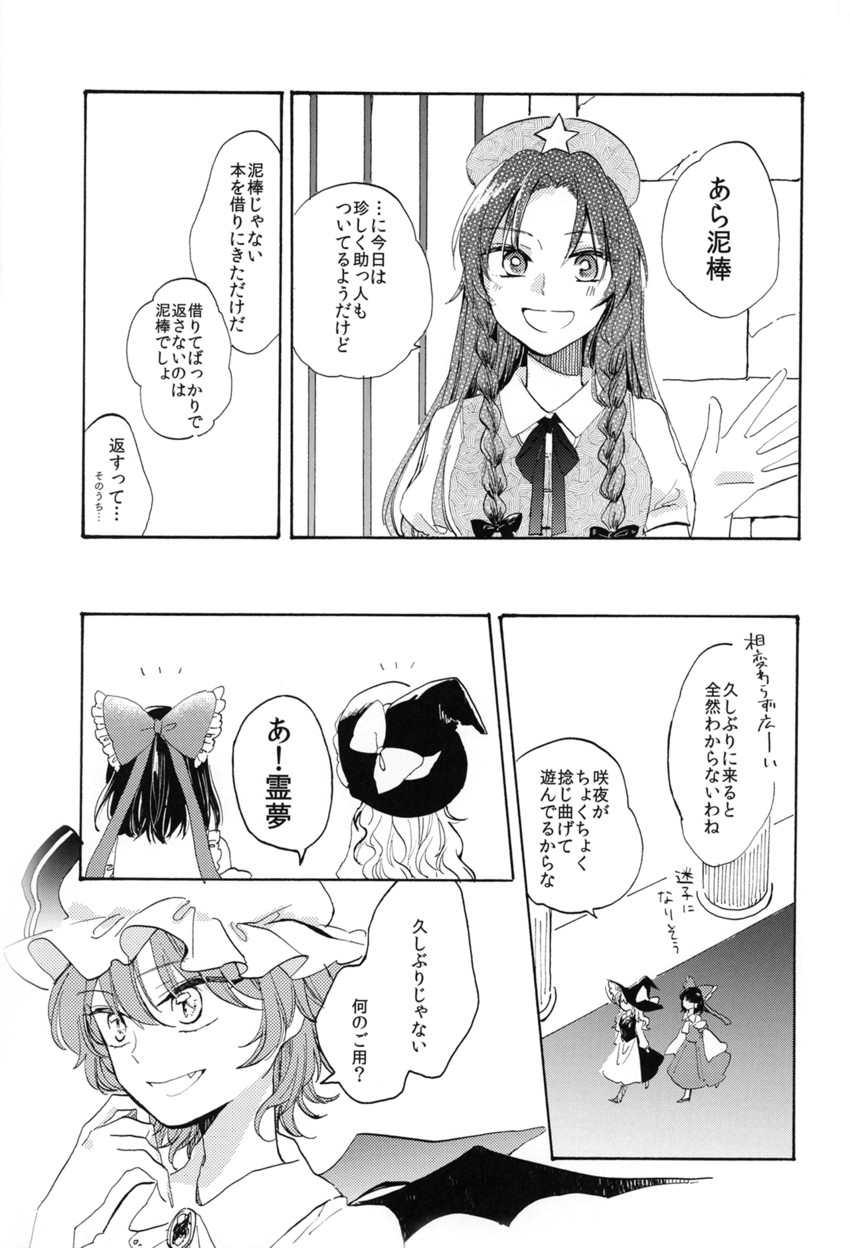 あら泥棒
…に今日は
珍しく助っ人も
ついてるようだけど
泥棒じゃない
本を借りにきただけだ
借りてばっかりで
返さないのは
泥棒でしょ
返すって…
そのうち…
相変わらず広ーい
久しぶりに来ると
全然わからないわね
咲夜が
ちょくちょく
捻じ曲げて
遊んでるからな
迷子に
なりそう
あ！霊夢
久しぶりじゃない
何のご用？